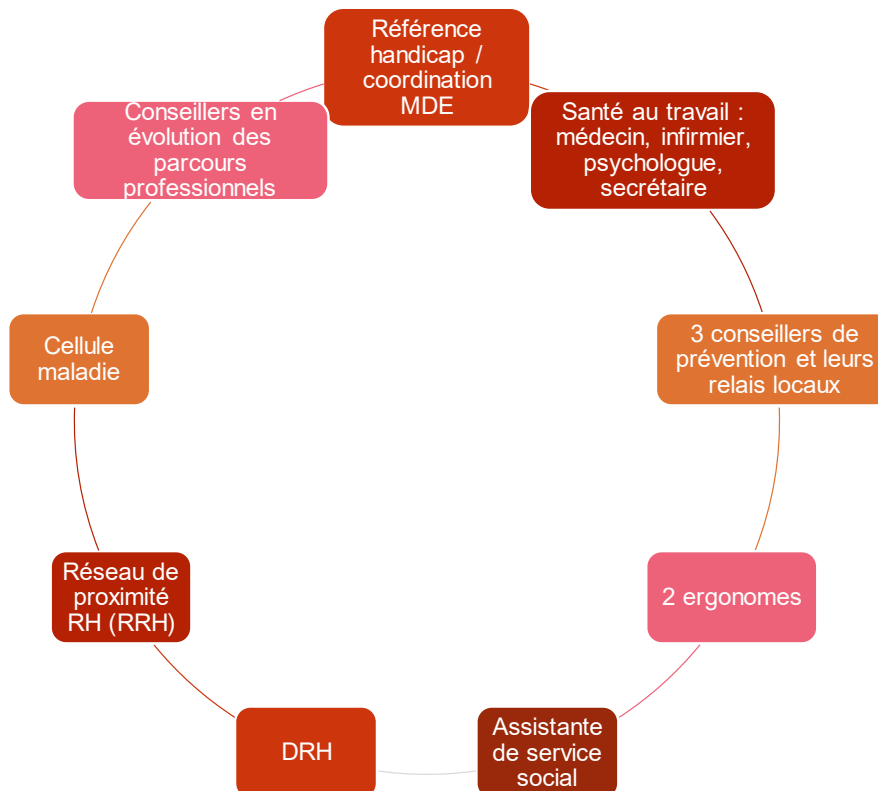 Référence
handicap /
coordination
MDE
Santé au travail :
médecin, infirmier,
psychologue,
secrétaire
3 conseillers de
prévention et leurs
relais locaux
2 ergonomes
Assistante
de service
social
DRH
Réseau de
proximité
RH (RRH)
Cellule
maladie
Conseillers en
évolution des
parcours
professionnels